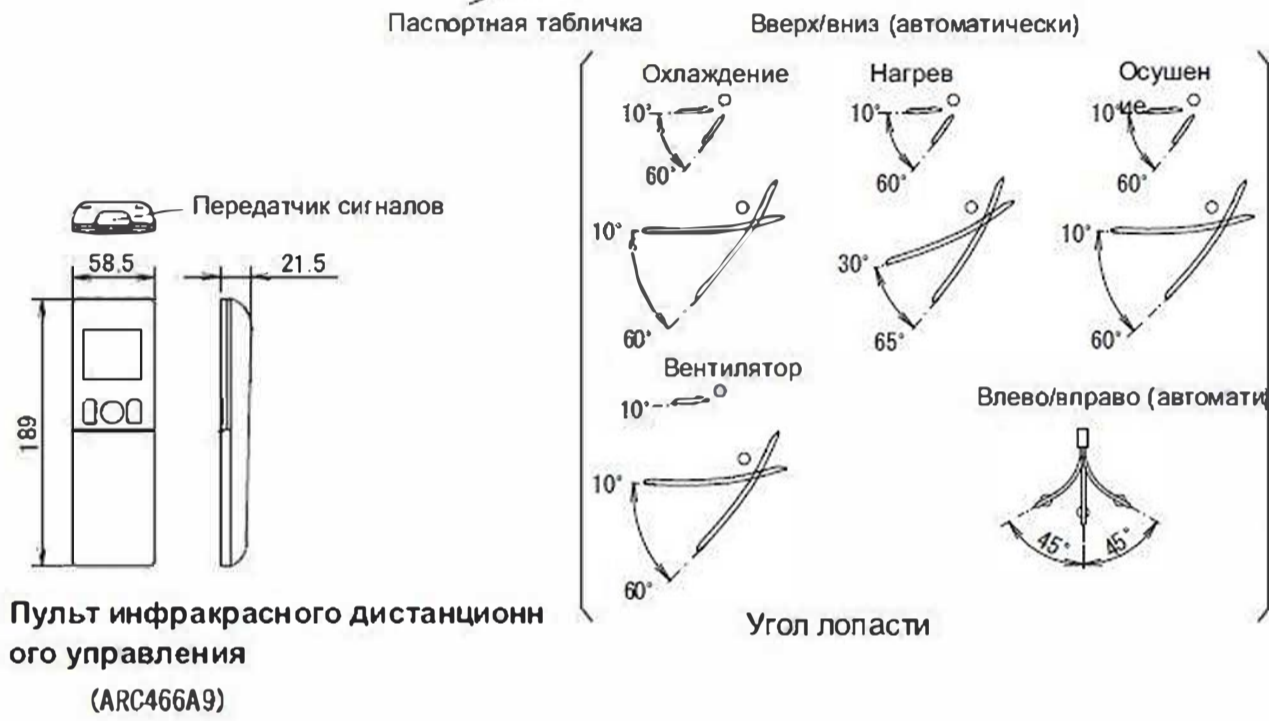 Паспортная табличка
Вверх/вниз (автоматически)
Охлаждение
Нагрев
Осушен
ие
10°
60°
10°
60°
10°
60°
Передатчик сигналов
58.5
21.5
189
10°
60°
30°
65°
10°
60°
Вентилятор
10°
10°
60°
Влево/вправо (автомати
45°
45°
Пульт инфракрасного дистанционн
ого управления
(ARC466A9)
Угол лопасти